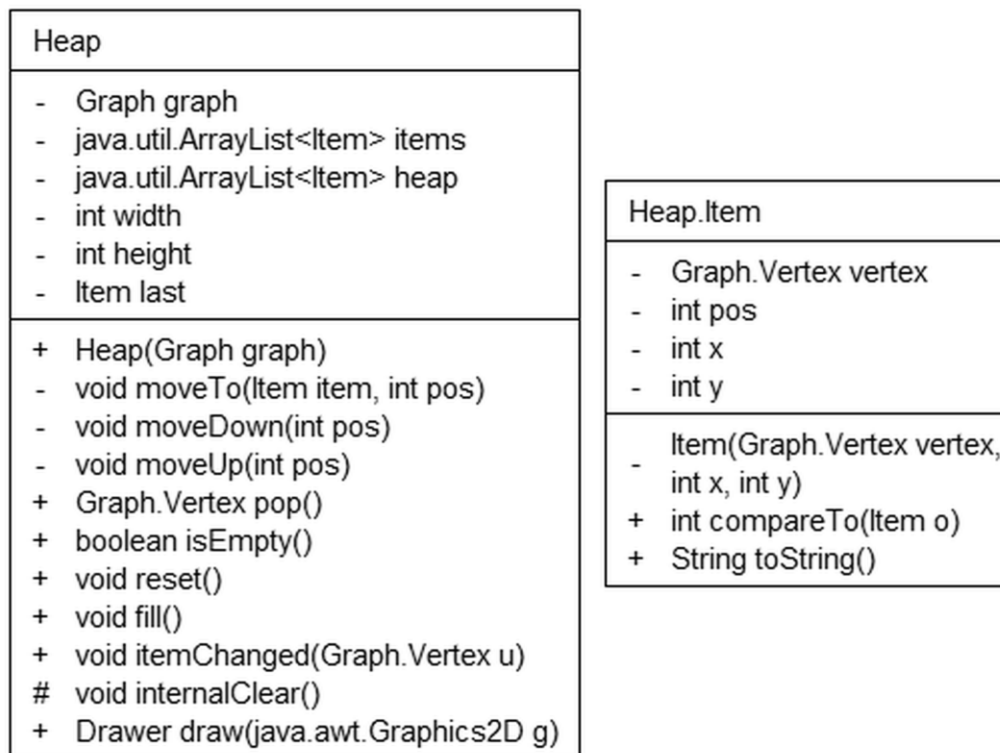 Heap
- Graph graph
- java.util.ArrayList<Item> items
- java.util.ArrayList<Item> heap
- int width
- int height
- Item last
+ Heap(Graph graph)
- void moveTo(Item item, int pos)
- void moveDown(int pos)
- void moveUp(int pos)
+ Graph.Vertex pop()
+ boolean isEmpty()
+ void reset()
+ void fill()
+ void itemChanged(Graph.Vertex u)
# void internalClear()
+ Drawer draw(java.awt.Graphics2D g)
Heap.Item
- Graph.Vertex vertex
- int pos
- int x
- int y
- Item(Graph.Vertex vertex,
int x, int y)
+ int compareTo(Item o)
+ String toString()